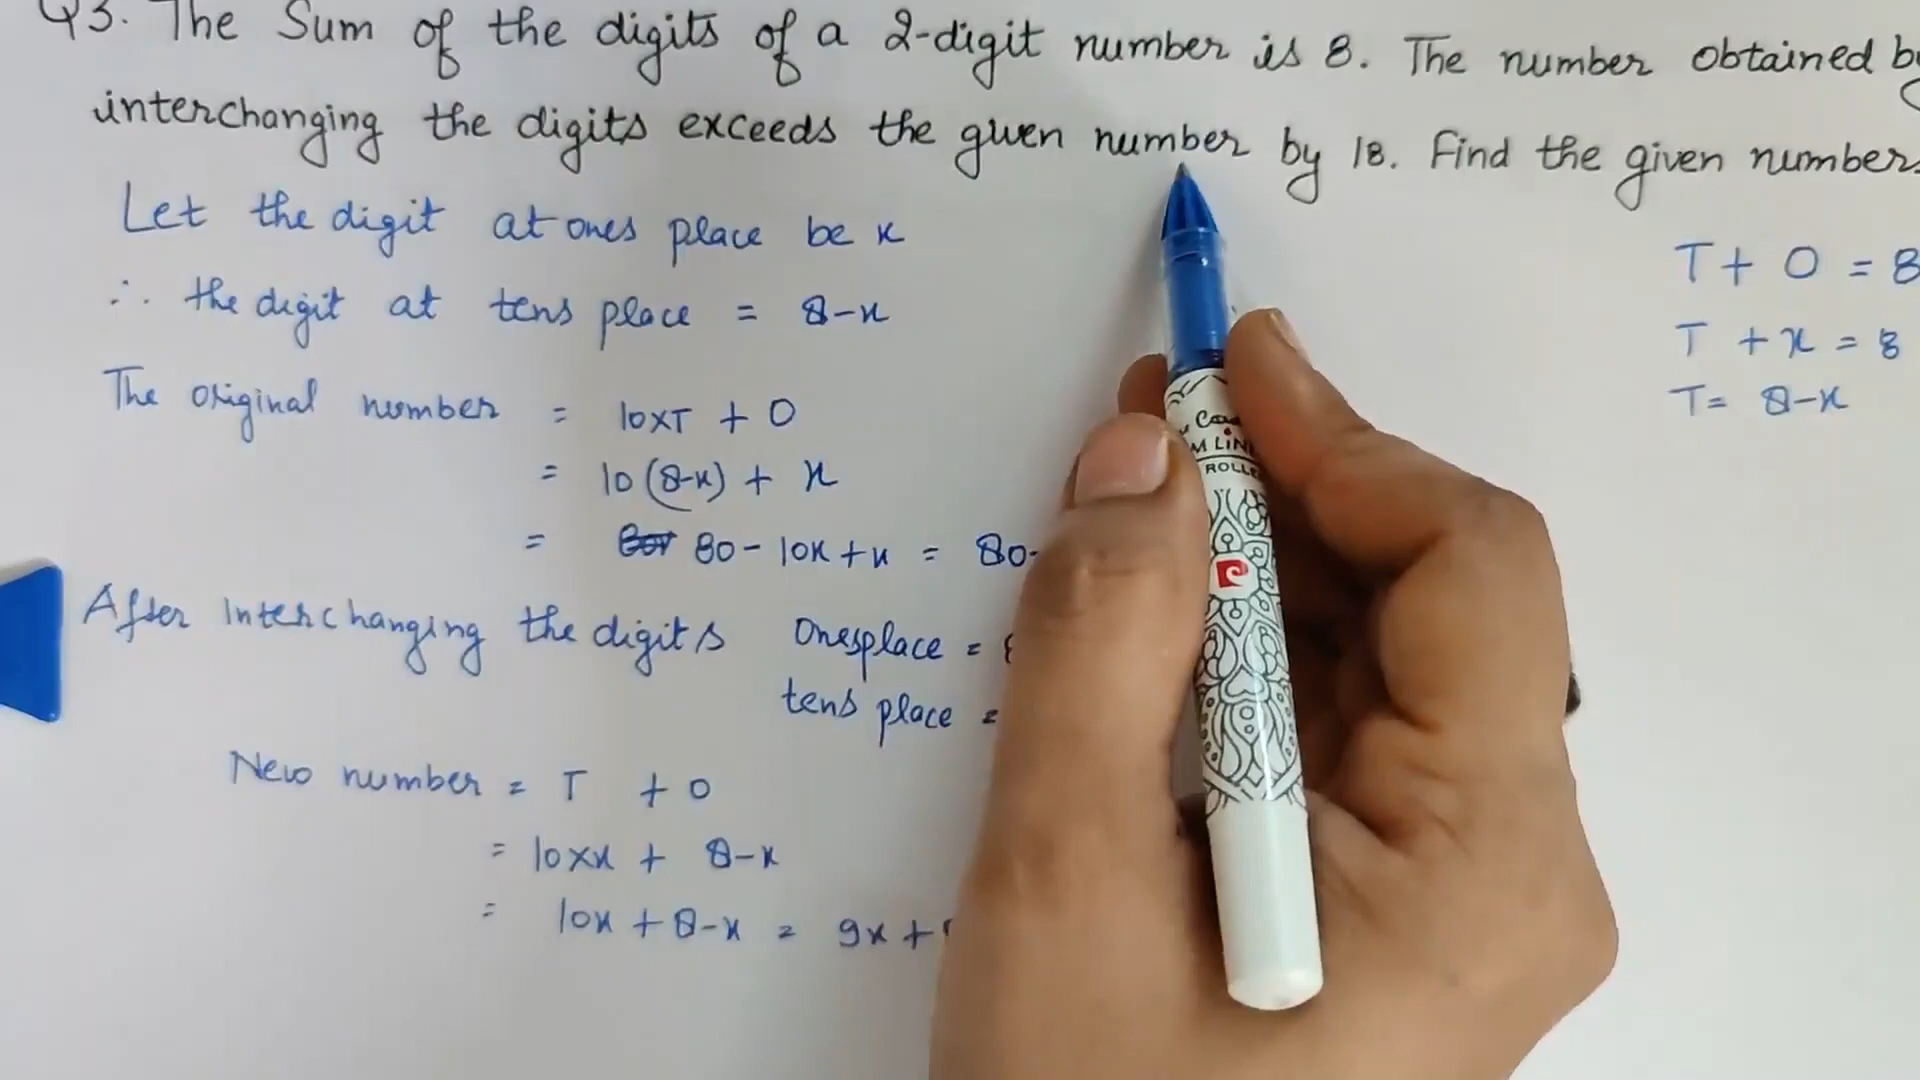 Q3. The Sum of the digits of a 2-digit number is 8. The number obtained by
interchanging the digits exceeds the given number by 18. Find the given number.
Let the digit at ones place be x
∴ the digit at tens place = 8-x
The original number = 10xT + O
= 10(8-x) + x
= 80-10x+x = 80-
After Interchanging the digits Onesplace =
tens place =
New number = T + O
= 10xx + 8-x
= 10x + 8-x = 9x +
T + O = 8
T + x = 8
T = 8-x
M LIN
ROLLE